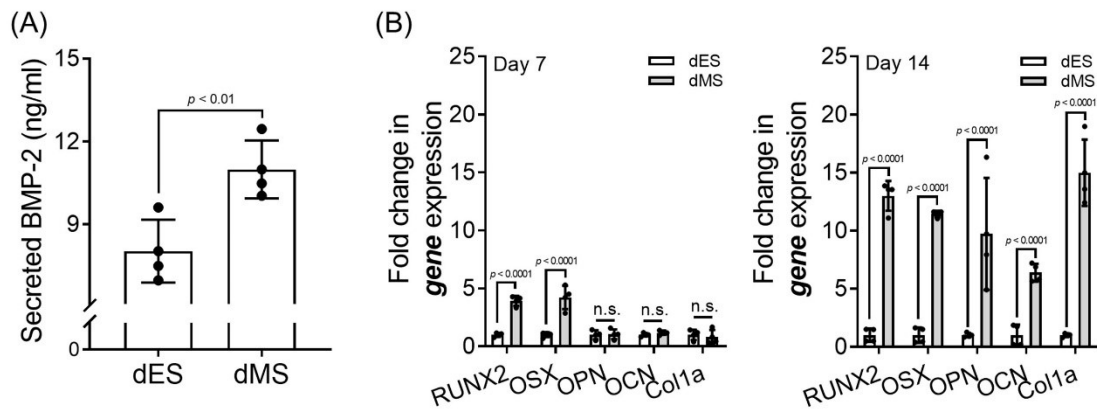 (A)
Secreted BMP-2 (ng/ml)
15
12
9
0
p < 0.01
dES
dMS
(B)
Fold change in
gene expression
25
20
15
10
5
0
Day 7
dES
dMS
p < 0.0001
p < 0.0001
n.s.
n.s.
n.s.
RUNX2
OSX
OPN
OCN
Col1a
Fold change in
gene expression
25
20
15
10
5
0
Day 14
dES
dMS
p < 0.0001
p < 0.0001
p < 0.0001
p < 0.0001
p < 0.0001
RUNX2
OSX
OPN
OCN
Col1a